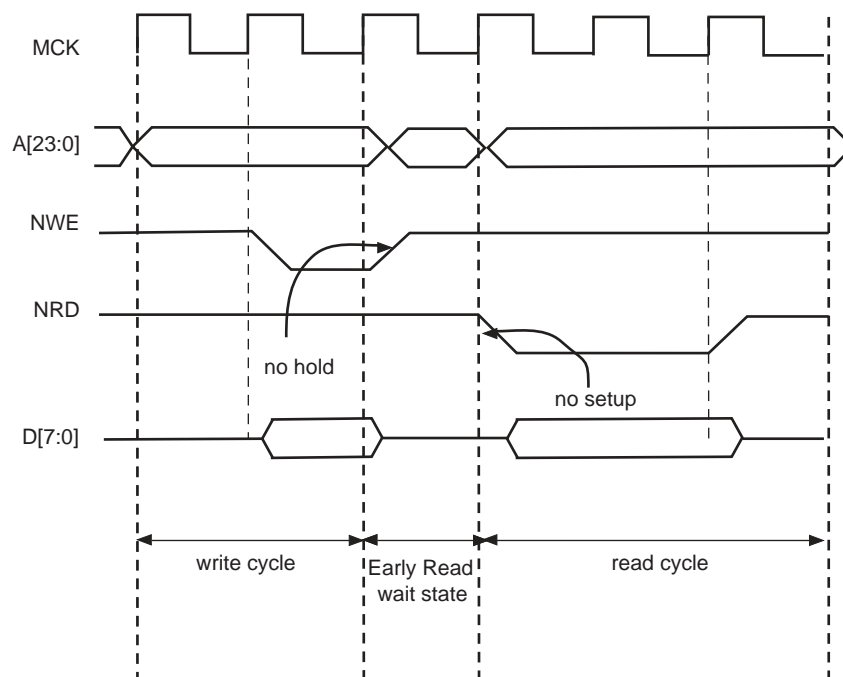 MCK
A[23:0]
NWE
NRD
no hold
no setup
D[7:0]
write cycle
Early Read
wait state
read cycle